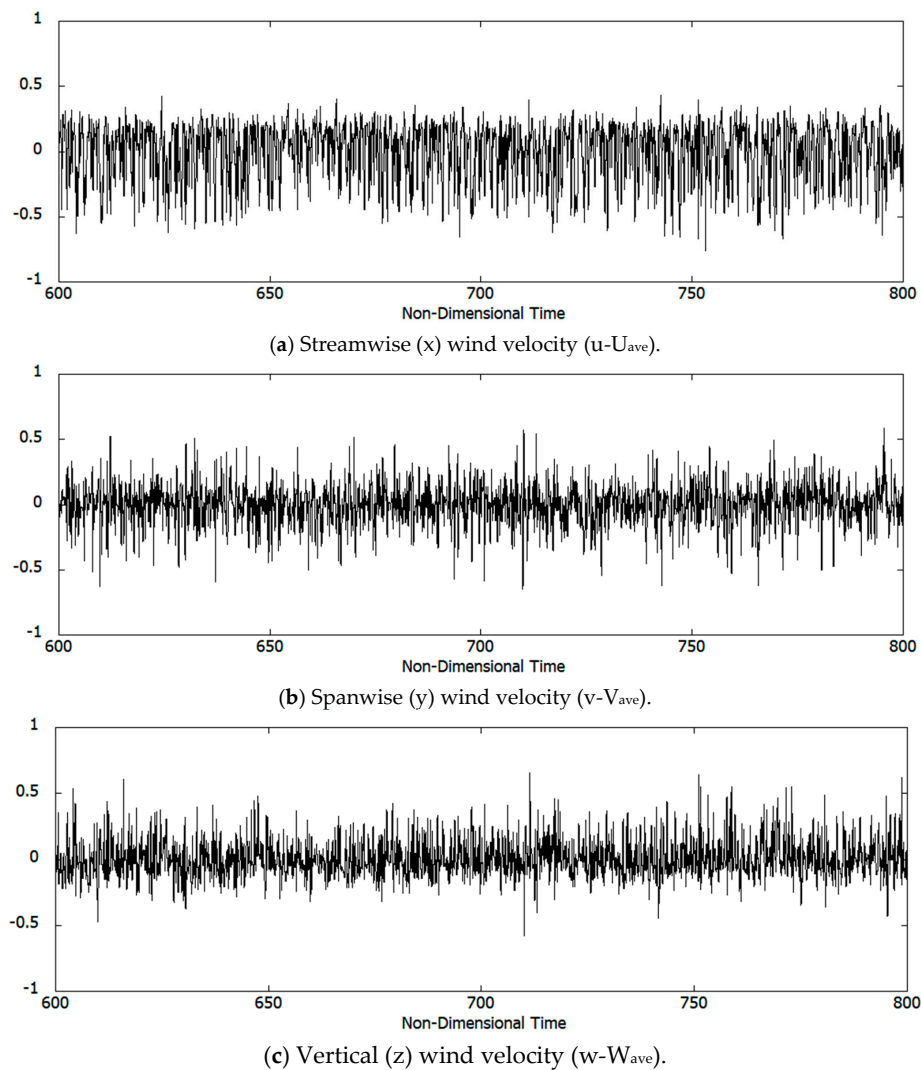 1
0.5
0
-0.5
-1
600 650 700 750 800
Non-Dimensional Time
(a) Streamwise (x) wind velocity (u-Uave).
1
0.5
0
-0.5
-1
600 650 700 750 800
Non-Dimensional Time
(b) Spanwise (y) wind velocity (v-Vave).
1
0.5
0
-0.5
-1
600 650 700 750 800
Non-Dimensional Time
(c) Vertical (z) wind velocity (w-Wave).